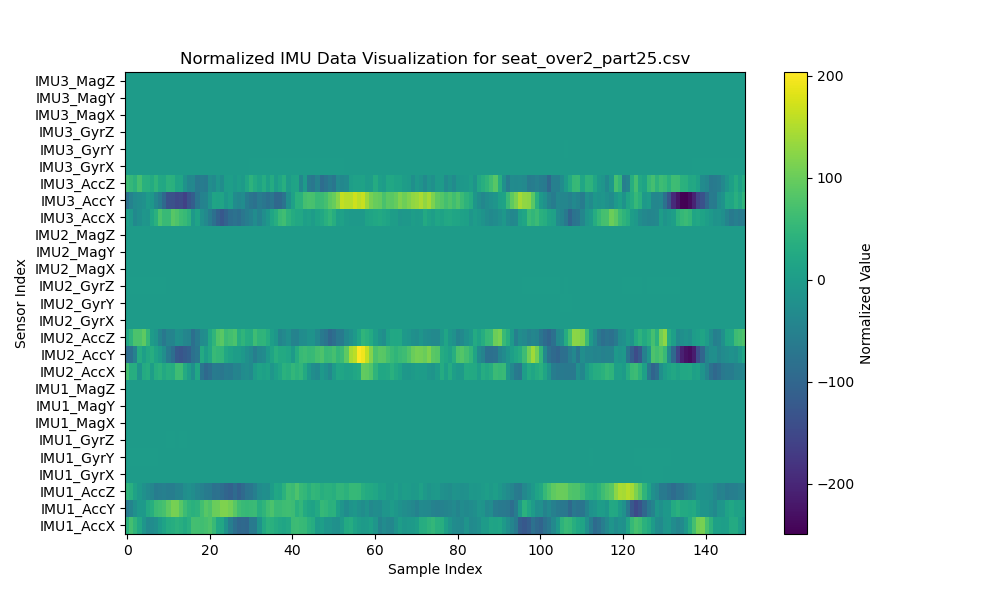 Normalized IMU Data Visualization for seat_over2_part25.csv
IMU3_MagZ
IMU3_MagY
IMU3_MagX
IMU3_GyrZ
IMU3_GyrY
IMU3_GyrX
IMU3_AccZ
IMU3_AccY
IMU3_AccX
IMU2_MagZ
IMU2_MagY
IMU2_MagX
IMU2_GyrZ
IMU2_GyrY
IMU2_GyrX
IMU2_AccZ
IMU2_AccY
IMU2_AccX
IMU1_MagZ
IMU1_MagY
IMU1_MagX
IMU1_GyrZ
IMU1_GyrY
IMU1_GyrX
IMU1_AccZ
IMU1_AccY
IMU1_AccX
Sensor Index
0 20 40 60 80 100 120 140
Sample Index
200
100
0
−100
−200
Normalized Value